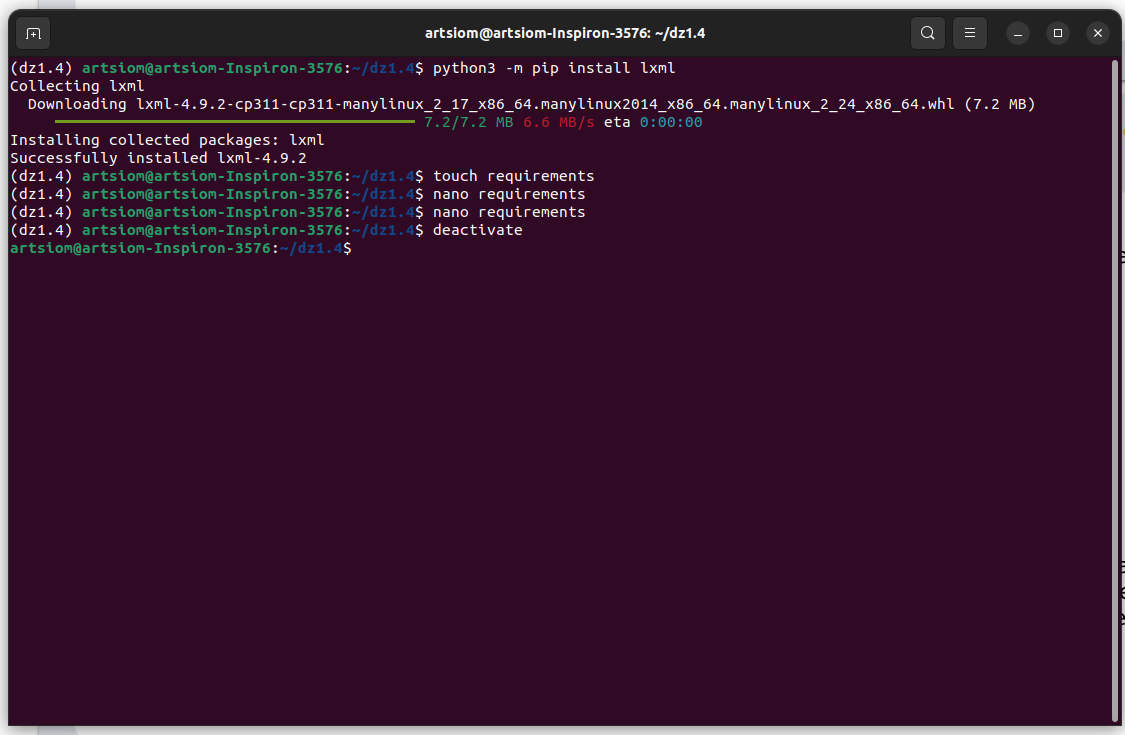 artsiom@artsiom-Inspiron-3576: ~/dz1.4
(dz1.4) artsiom@artsiom-Inspiron-3576:~/dz1.4$ python3 -m pip install lxml
Collecting lxml
  Downloading lxml-4.9.2-cp311-cp311-manylinux_2_17_x86_64.manylinux2014_x86_64.manylinux_2_24_x86_64.whl (7.2 MB)
7.2/7.2 MB 6.6 MB/s eta 0:00:00
Installing collected packages: lxml
Successfully installed lxml-4.9.2
(dz1.4) artsiom@artsiom-Inspiron-3576:~/dz1.4$ touch requirements
(dz1.4) artsiom@artsiom-Inspiron-3576:~/dz1.4$ nano requirements
(dz1.4) artsiom@artsiom-Inspiron-3576:~/dz1.4$ nano requirements
(dz1.4) artsiom@artsiom-Inspiron-3576:~/dz1.4$ deactivate
artsiom@artsiom-Inspiron-3576:~/dz1.4$